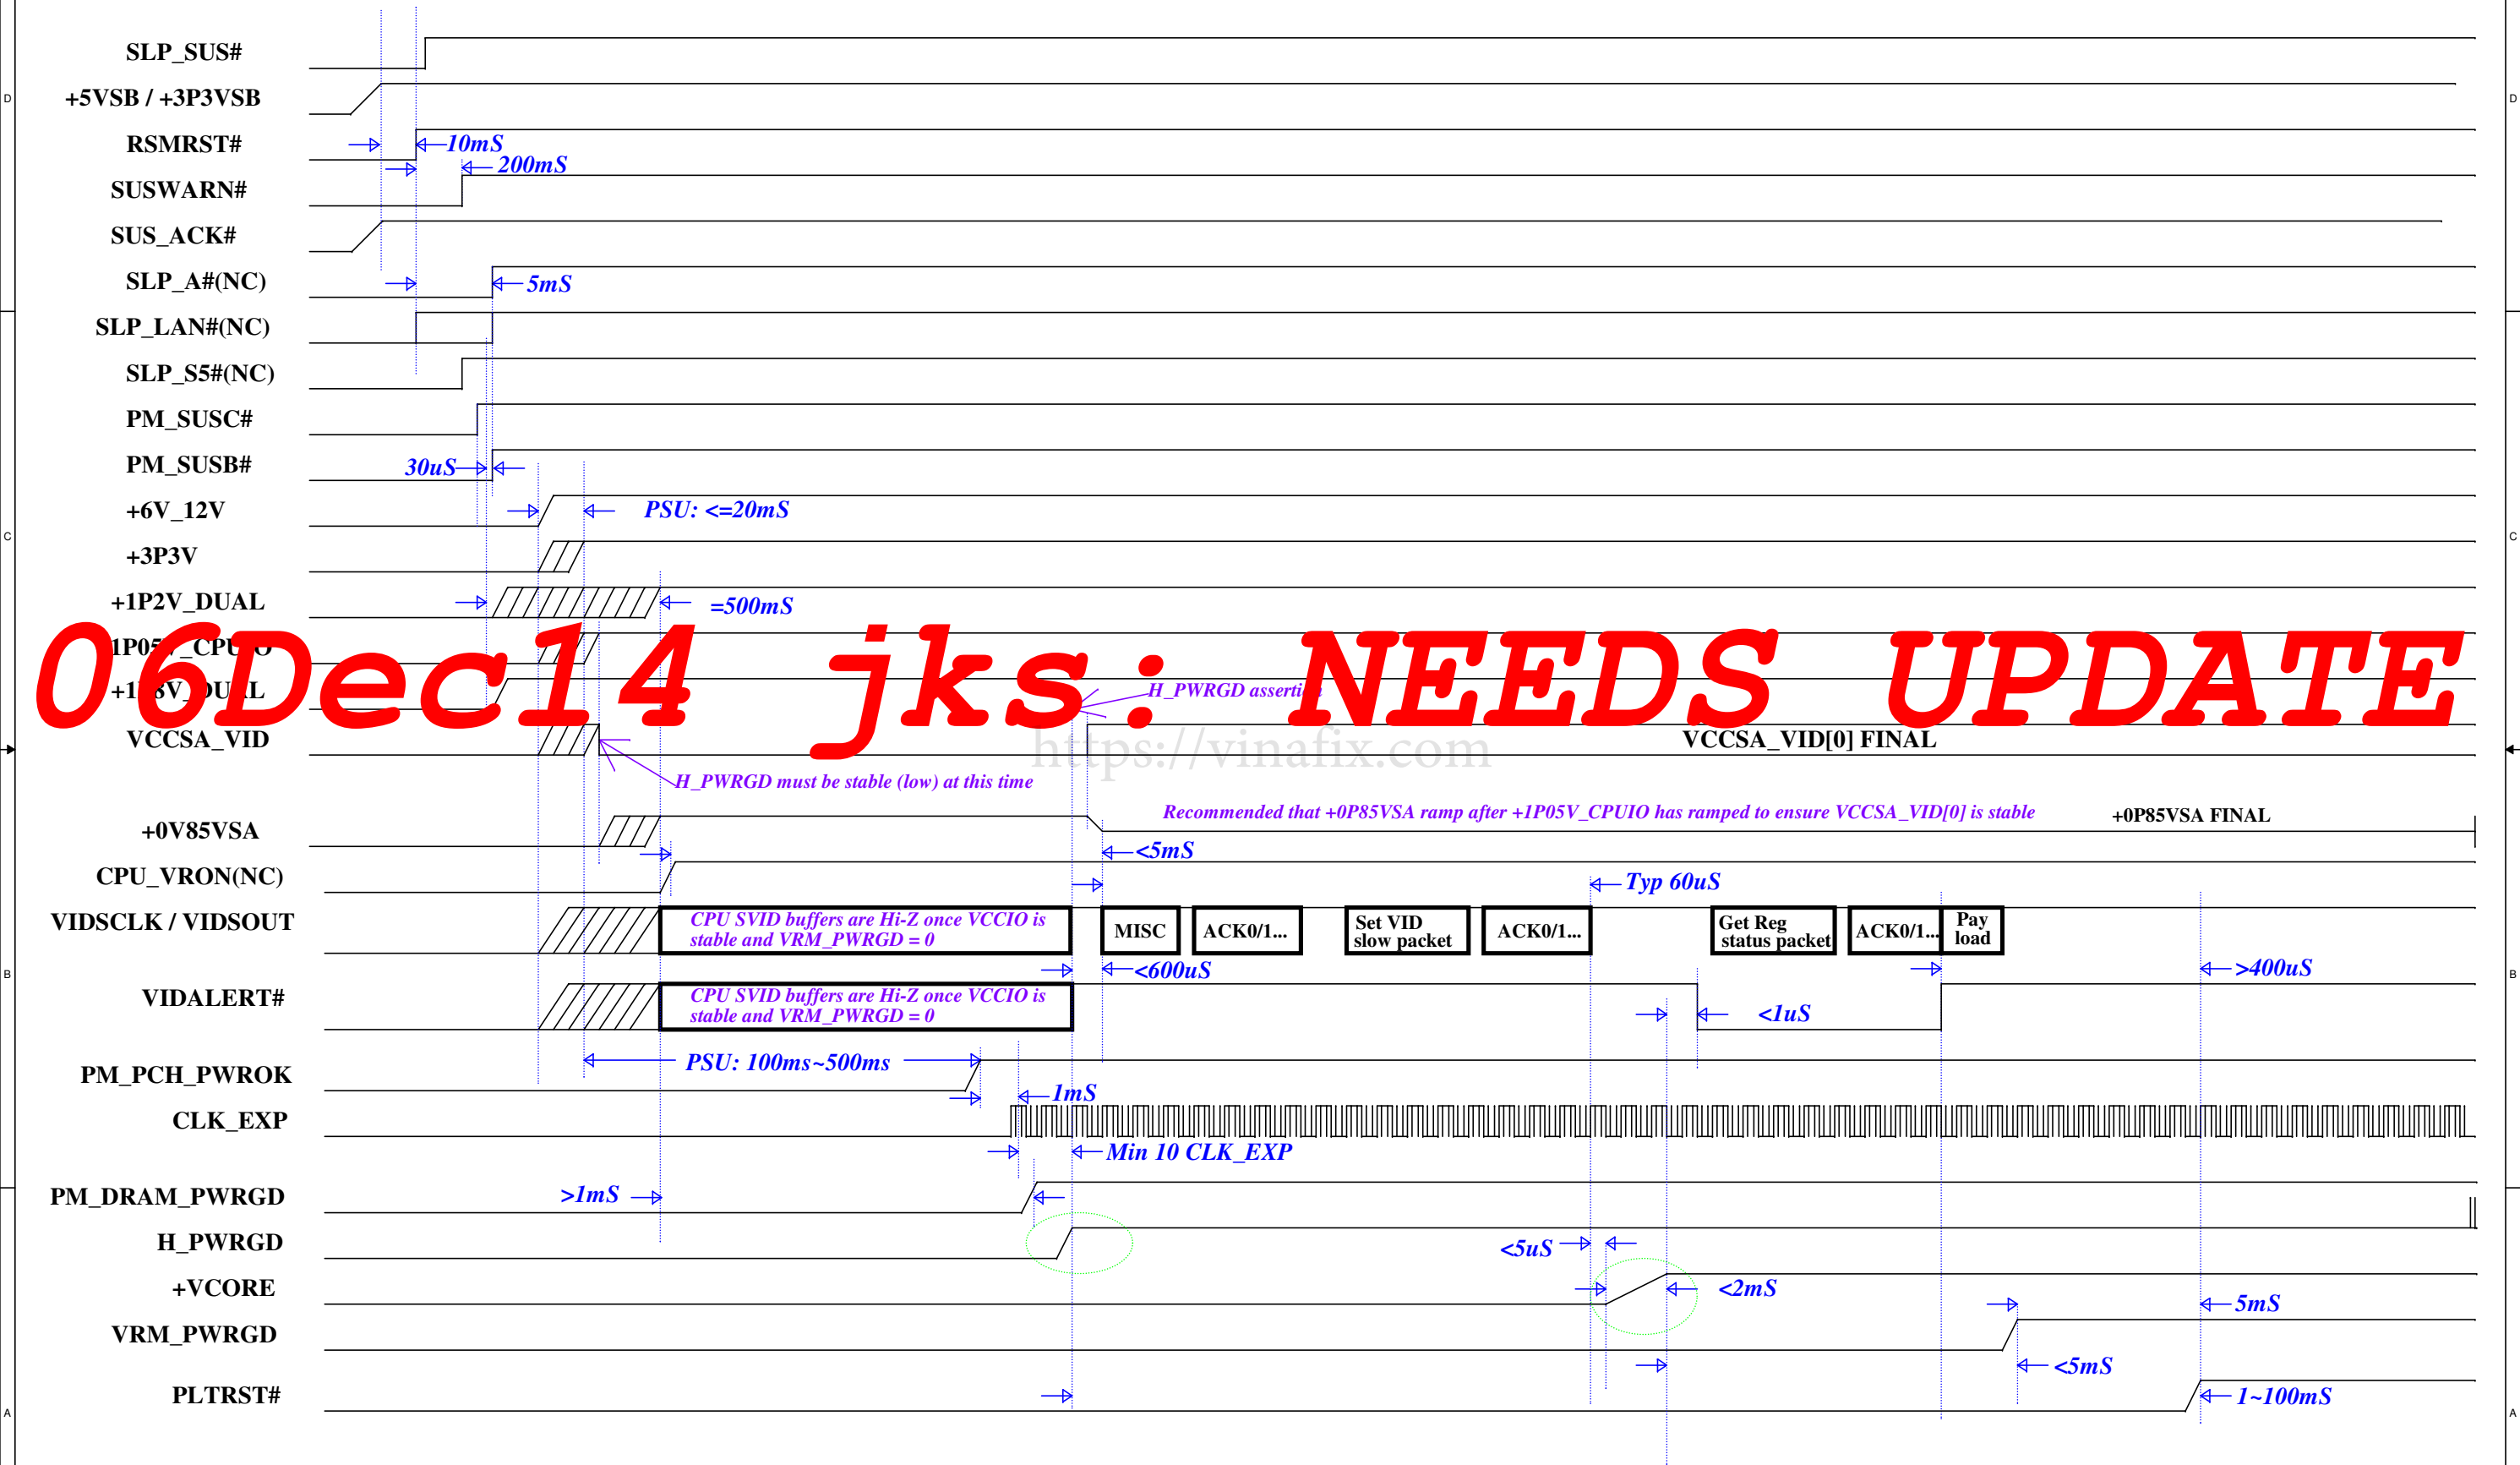 SLP_SUS#
D
+5VSB / +3P3VSB
D
RSMRST#
10mS
200mS
SUSWARN#
SUS_ACK#
SLP_A#(NC)
5mS
SLP_LAN#(NC)
SLP_S5#(NC)
PM_SUSC#
PM_SUSB#
30uS
+6V_12V
PSU: <=20mS
C
C
+3P3V
+1P2V_DUAL
=500mS
1P05V_CPUIO
06Dec14 jks: NEEDS UPDATE
H_PWRGD assertion
VCCSA_VID
https://vinafix.com
VCCSA_VID[0] FINAL
H_PWRGD must be stable (low) at this time
Recommended that +0P85VSA ramp after +1P05V_CPUIO has ramped to ensure VCCSA_VID[0] is stable
+0P85VSA FINAL
+0V85VSA
<5mS
CPU_VRON(NC)
Typ 60uS
VIDSCLK / VIDSOUT
CPU SVID buffers are Hi-Z once VCCIO is
stable and VRM_PWRGD = 0
MISC
ACK0/1...
Set VID
slow packet
ACK0/1...
Get Reg
status packet
ACK0/1...
Pay
load
B
B
<600uS
>400uS
VIDALERT#
CPU SVID buffers are Hi-Z once VCCIO is
stable and VRM_PWRGD = 0
<1uS
PM_PCH_PWROK
PSU: 100ms~500ms
1mS
CLK_EXP
Min 10 CLK_EXP
PM_DRAM_PWRGD
>1mS
H_PWRGD
<5uS
+VCORE
<2mS
5mS
VRM_PWRGD
<5mS
PLTRST#
1~100mS
A
A